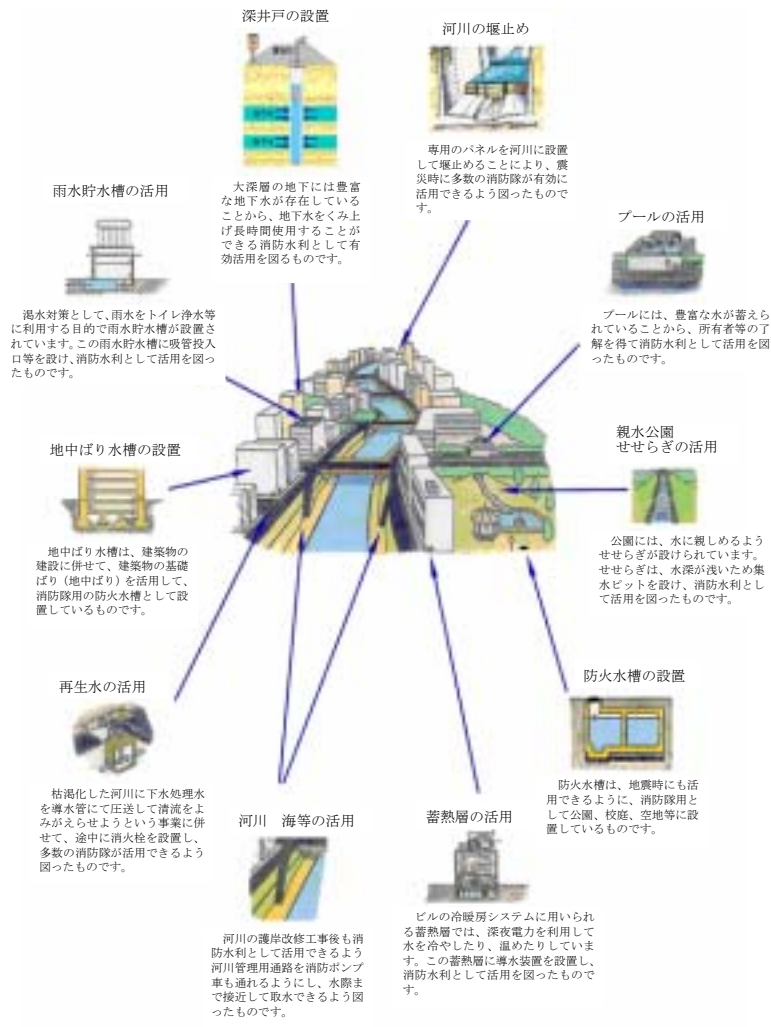 深井戸の設置
大深層の地下には豊富
な地下水が存在している
ことから、地下水をくみ上
げ長時間使用することが
できる消防水利として有
効活用を図るものです。
河川の堰止め
専用のパネルを河川に設置
して堰止めることにより、震
災時に多数の消防隊が有効に
活用できるよう図ったもので
す。
雨水貯水槽の活用
渇水対策として、雨水をトイレ浄水等
に利用する目的で雨水貯水槽が設置さ
れています。この雨水貯水槽に吸管投入
口等を設け、消防水利として活用を図っ
たものです。
プールの活用
プールには、豊富な水が蓄えら
れていることから、所有者等の了
解を得て消防水利として活用を図
ったものです。
地中ばり水槽の設置
地中ばり水槽は、建築物の
建設に併せて、建築物の基礎
ばり（地中ばり）を活用して、
消防隊用の防火水槽として設
置しているものです。
親水公園
せせらぎの活用
公園には、水に親しめるよう
せせらぎが設けられています。
せせらぎは、水深が浅いため集
水ピットを設け、消防水利とし
て活用を図ったものです。
再生水の活用
枯渇化した河川に下水処理水
を導水管にて圧送して清流をよ
みがえらせようという事業に併
せて、途中に消火栓を設置し、
多数の消防隊が活用できるよう
図ったものです。
防火水槽の設置
防火水槽は、地震時にも活
用できるように、消防隊用と
して公園、校庭、空地等に設
置しているものです。
河川　海等の活用
河川の護岸改修工事後も消
防水利として活用できるよう
河川管理用通路を消防ポンプ
車も通れるようにし、水際ま
で接近して取水できるよう図
ったものです。
蓄熱層の活用
ビルの冷暖房システムに用いられ
る蓄熱層では、深夜電力を利用して
水を冷やしたり、温めたりしていま
す。この蓄熱層に導水装置を設置し、
消防水利として活用を図ったもので
す。